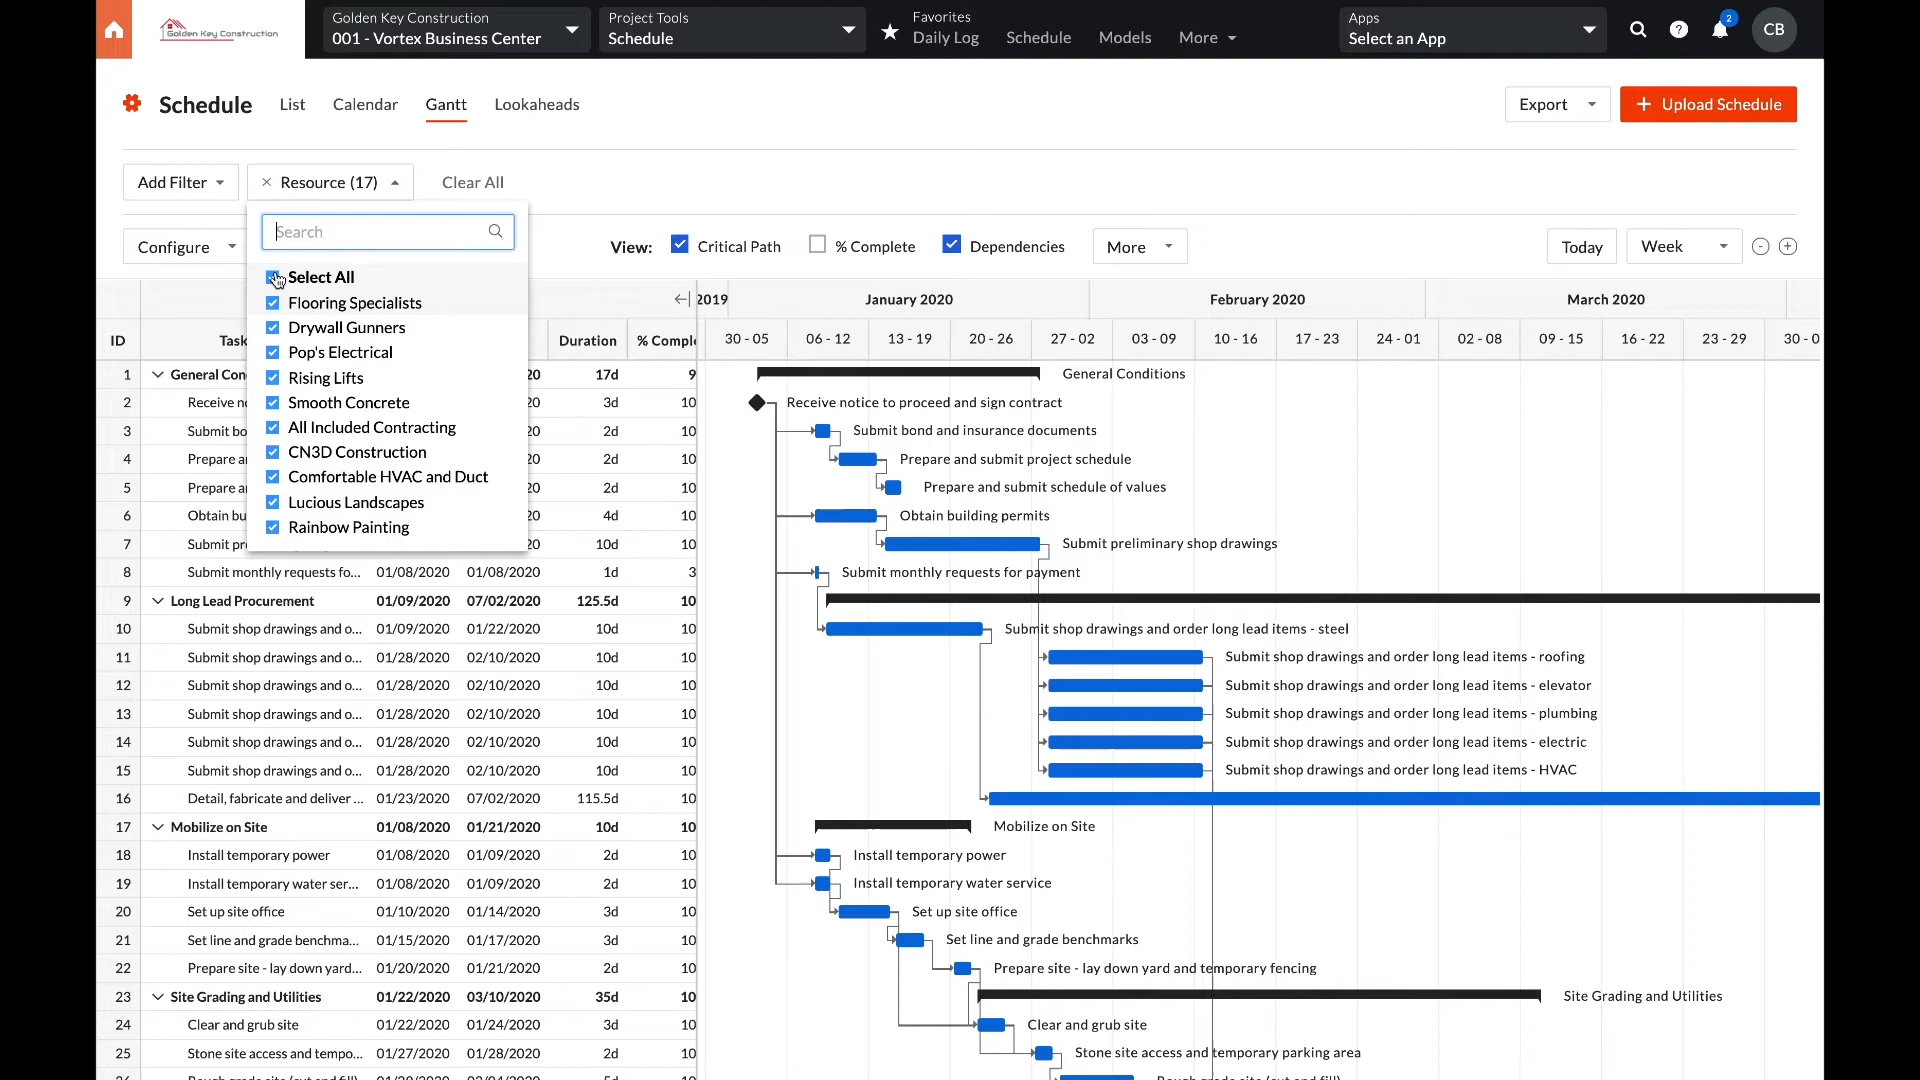 Golden Key Construction
Golden Key Construction
001 - Vortex Business Center
Project Tools
Schedule
Favorites
Daily Log
Schedule
Models
More
Apps
Select an App
2
CB
Schedule
List
Calendar
Gantt
Lookaheads
Export
+ Upload Schedule
Add Filter
× Resource (17)
Clear All
Search
Select All
Flooring Specialists
Drywall Gunners
Pop's Electrical
Rising Lifts
Smooth Concrete
All Included Contracting
CN3D Construction
Comfortable HVAC and Duct
Lucious Landscapes
Rainbow Painting
Configure
View:
Critical Path
% Complete
Dependencies
More
Today
Week
2019 January 2020 February 2020 March 2020
ID Task Duration % Comple 30 - 05 06 - 12 13 - 19 20 - 26 27 - 02 03 - 09 10 - 16 17 - 23 24 - 01 02 - 08 09 - 15 16 - 22 23 - 29 30 - 0
1 General Con 20 17d 9 General Conditions
2 Receive no 20 3d 10 Receive notice to proceed and sign contract
3 Submit bo 20 2d 10 Submit bond and insurance documents
4 Prepare an 20 2d 10 Prepare and submit project schedule
5 Prepare an 20 2d 10 Prepare and submit schedule of values
6 Obtain bu 20 4d 10 Obtain building permits
7 Submit pr 20 10d 10 Submit preliminary shop drawings
8 Submit monthly requests fo... 01/08/2020 01/08/2020 1d 3 Submit monthly requests for payment
9 Long Lead Procurement 01/09/2020 07/02/2020 125.5d 10
10 Submit shop drawings and o... 01/09/2020 01/22/2020 10d 10 Submit shop drawings and order long lead items - steel
11 Submit shop drawings and o... 01/28/2020 02/10/2020 10d 10 Submit shop drawings and order long lead items - roofing
12 Submit shop drawings and o... 01/28/2020 02/10/2020 10d 10 Submit shop drawings and order long lead items - elevator
13 Submit shop drawings and o... 01/28/2020 02/10/2020 10d 10 Submit shop drawings and order long lead items - plumbing
14 Submit shop drawings and o... 01/28/2020 02/10/2020 10d 10 Submit shop drawings and order long lead items - electric
15 Submit shop drawings and o... 01/28/2020 02/10/2020 10d 10 Submit shop drawings and order long lead items - HVAC
16 Detail, fabricate and deliver ... 01/23/2020 07/02/2020 115.5d 10
17 Mobilize on Site 01/08/2020 01/21/2020 10d 10 Mobilize on Site
18 Install temporary power 01/08/2020 01/09/2020 2d 10 Install temporary power
19 Install temporary water ser... 01/08/2020 01/09/2020 2d 10 Install temporary water service
20 Set up site office 01/10/2020 01/14/2020 3d 10 Set up site office
21 Set line and grade benchma... 01/15/2020 01/17/2020 3d 10 Set line and grade benchmarks
22 Prepare site - lay down yard... 01/20/2020 01/21/2020 2d 10 Prepare site - lay down yard and temporary fencing
23 Site Grading and Utilities 01/22/2020 03/10/2020 35d 10 Site Grading and Utilities
24 Clear and grub site 01/22/2020 01/24/2020 3d 10 Clear and grub site
25 Stone site access and tempo... 01/27/2020 01/28/2020 2d 10 Stone site access and temporary parking area